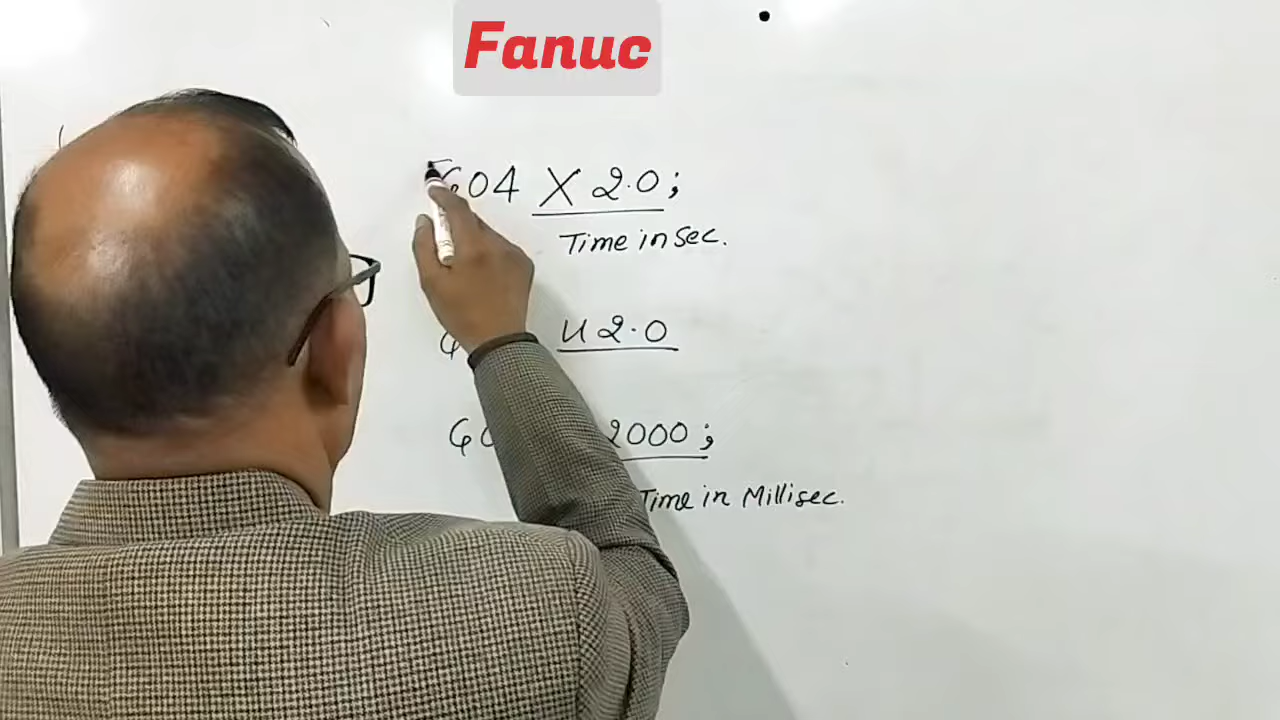 Fanuc
G04 X 2.0;
Time in Sec.
U 2.0
2000;
Time in Millisec.